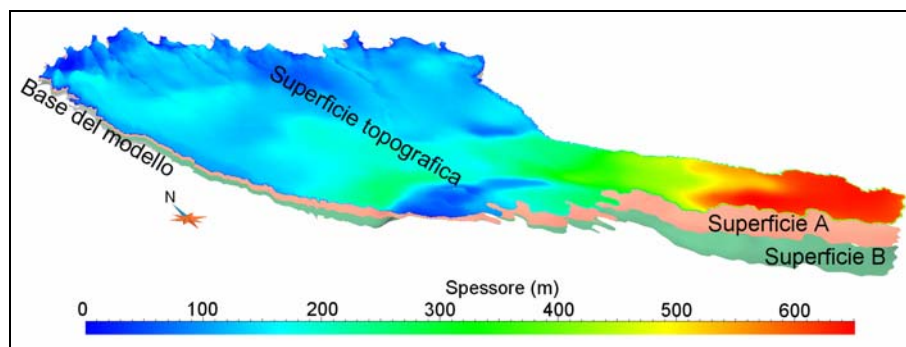 Superficie topografica
Base del modello
N
Superficie A
Superficie B
Spessore (m)
0 100 200 300 400 500 600